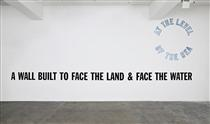 AT THE LEVEL
OF THE SEA
A WALL BUILT TO FACE THE LAND & FACE THE WATER